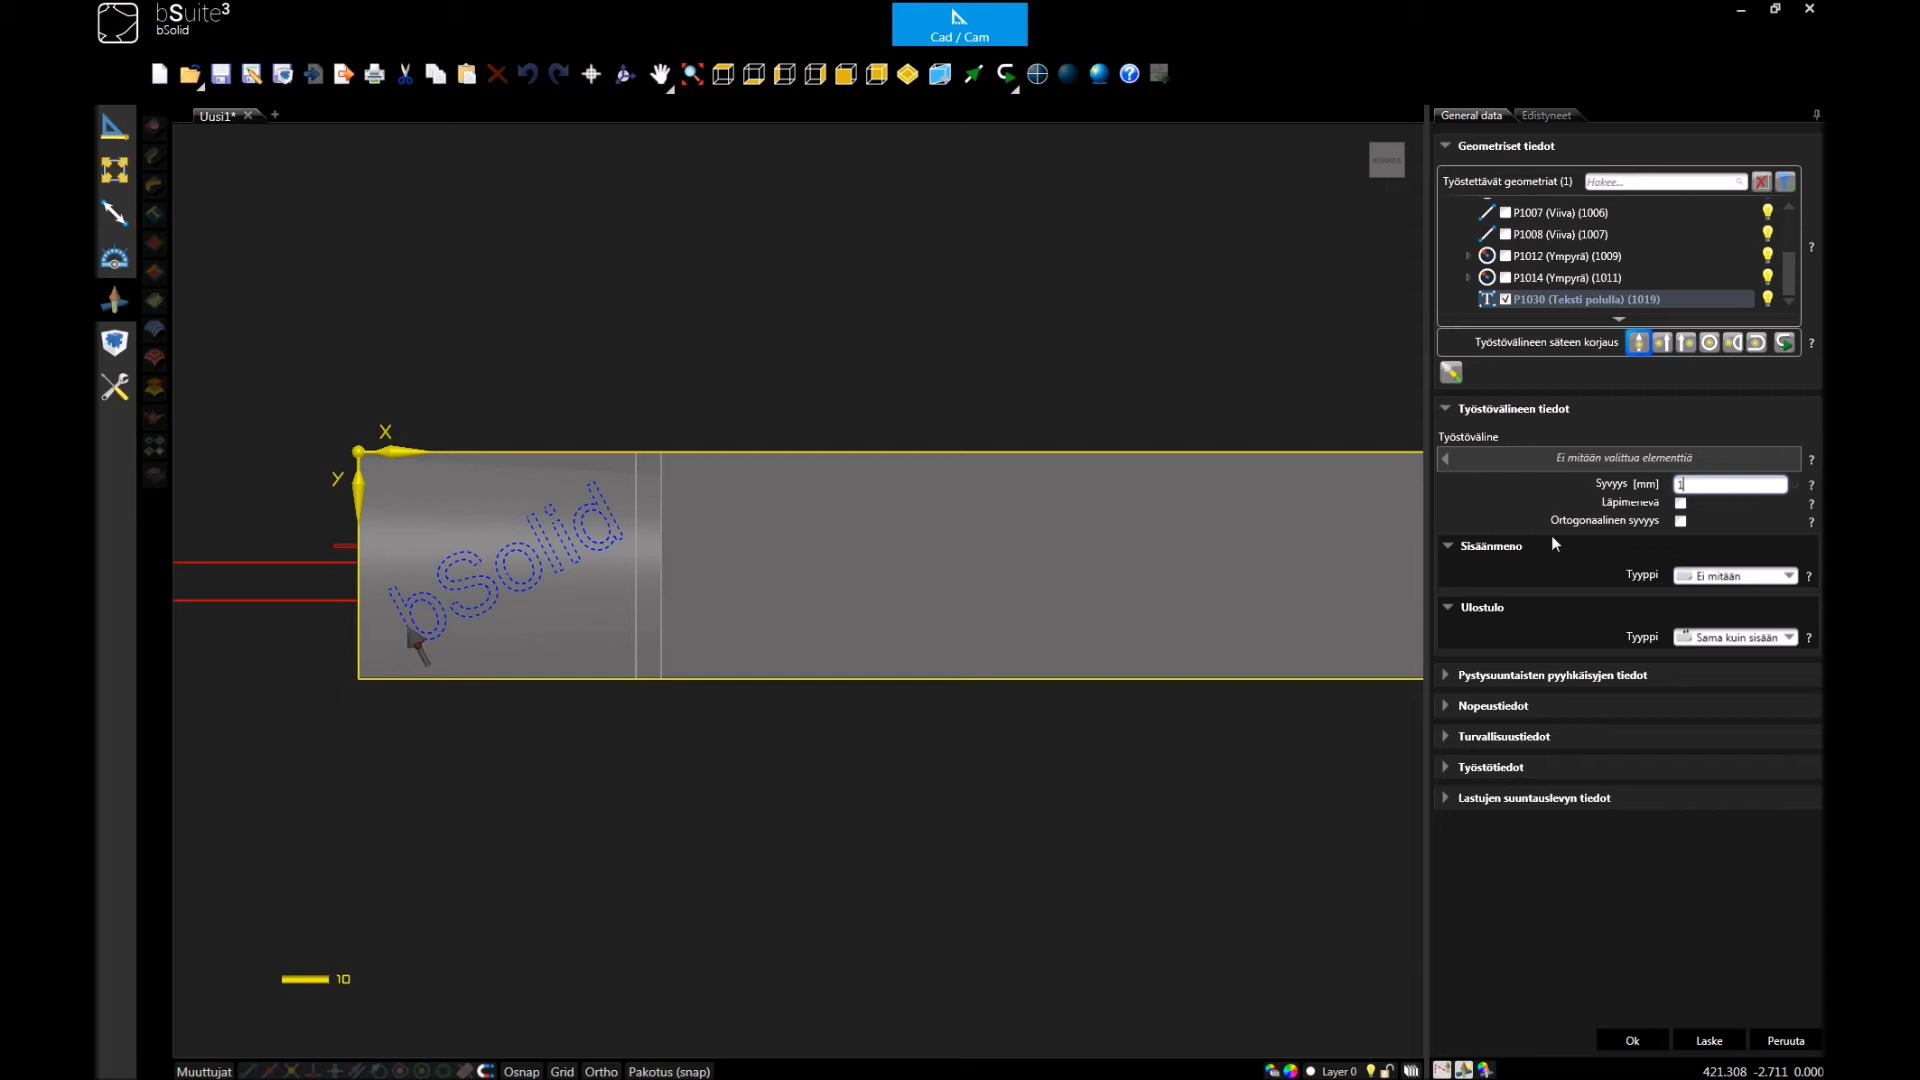 bSuite³
bSolid
Cad / Cam
Uusi1*
General data
Edistyneet
Geometriset tiedot
Työstettävät geometriat (1)
Hakee...
P1007 (Viiva) (1006)
P1008 (Viiva) (1007)
P1012 (Ympyrä) (1009)
P1014 (Ympyrä) (1011)
P1030 (Teksti polulla) (1019)
Työstövälineen säteen korjaus
?
Työstövälineen tiedot
Työstöväline
Ei mitään valittua elementtiä
?
Syvyys [mm]
1
?
Läpimenevä
?
Ortogonaalinen syvyys
?
Sisäänmeno
Tyyppi
Ei mitään
?
Ulostulo
Tyyppi
Sama kuin sisään
?
Pystysuuntaisten pyyhkäisyjen tiedot
Nopeustiedot
Turvallisuustiedot
Työstötiedot
Lastujen suuntauslevyn tiedot
X
Y
bSolid
10
Ok
Laske
Peruuta
Muuttujat
Osnap
Grid
Ortho
Pakotus (snap)
Layer 0
421.308 -2.711 0.000